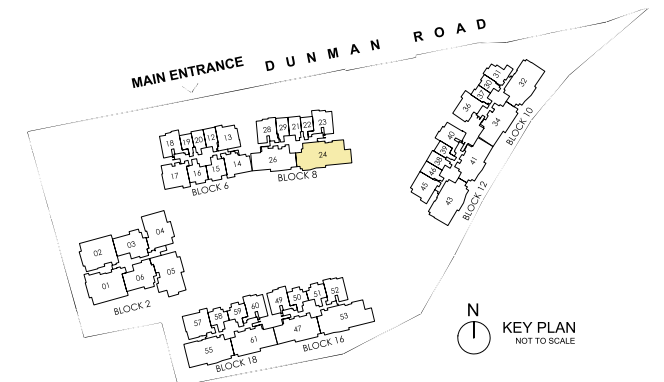 DUNMAN ROAD
MAIN ENTRANCE
18 19 20 12 13
17 16 15 14
BLOCK 6
28 29 21 22 23
26 24
BLOCK 8
31
30
37
36
32
34
BLOCK 10
40
39
38
46
45
41
43
BLOCK 12
04
03
02
01
06
05
BLOCK 2
57 58 59 60
55 61
BLOCK 18
49 50 51 52
47 53
BLOCK 16
N
KEY PLAN
NOT TO SCALE